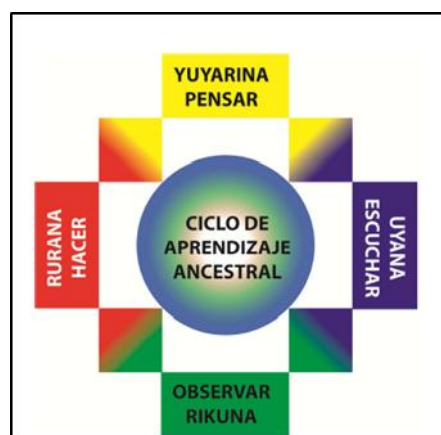 YUYARINA
PENSAR
RURANA
HACER
CICLO DE
APRENDIZAJE
ANCESTRAL
UYANA
ESCUCHAR
OBSERVAR
RIKUNA